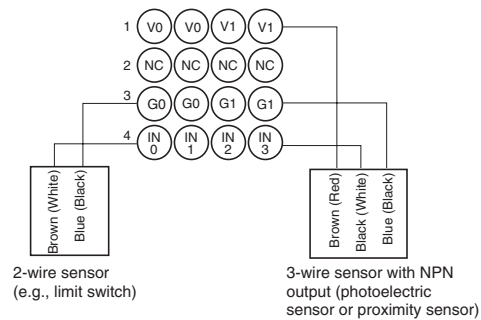 1 V0 V0 V1 V1
2 NC NC NC NC
3 G0 G0 G1 G1
4 IN 0 IN 1 IN 2 IN 3
Brown (White)
Blue (Black)
Brown (Red)
Black (White)
Blue (Black)
2-wire sensor
(e.g., limit switch)
3-wire sensor with NPN
output (photoelectric
sensor or proximity sensor)